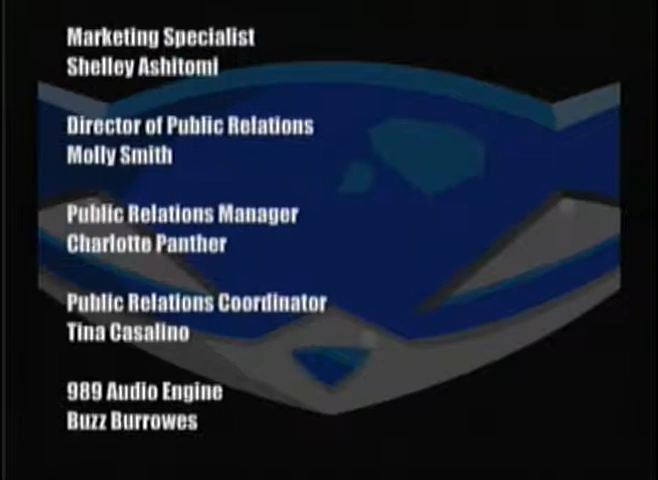 Marketing Specialist
Shelley Ashitomi
Director of Public Relations
Molly Smith
Public Relations Manager
Charlotte Panther
Public Relations Coordinator
Tina Casalino
989 Audio Engine
Buzz Burrowes